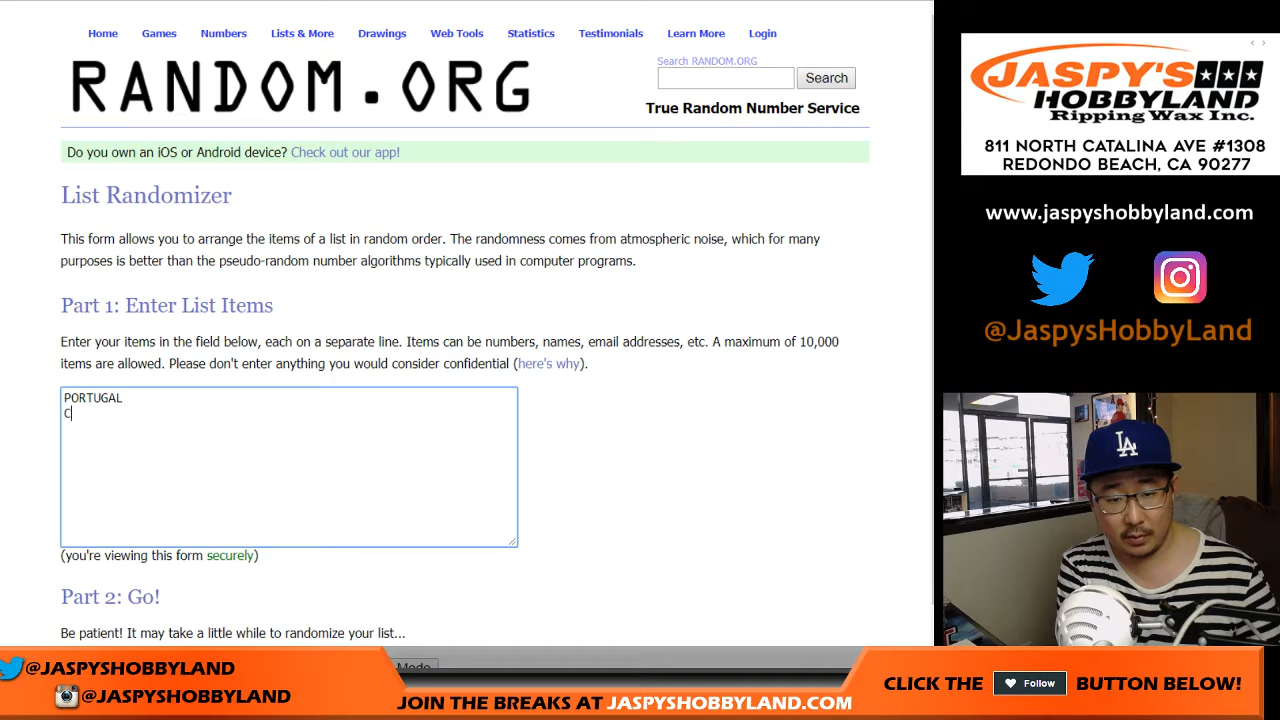 Home Games Numbers Lists & More Drawings Web Tools Statistics Testimonials Learn More Login
RANDOM.ORG
Search RANDOM.ORG
Search
True Random Number Service
Do you own an iOS or Android device? Check out our app!
List Randomizer
This form allows you to arrange the items of a list in random order. The randomness comes from atmospheric noise, which for many
purposes is better than the pseudo-random number algorithms typically used in computer programs.
Part 1: Enter List Items
Enter your items in the field below, each on a separate line. Items can be numbers, names, email addresses, etc. A maximum of 10,000
items are allowed. Please don't enter anything you would consider confidential (here's why).
PORTUGAL
C
(you're viewing this form securely)
Part 2: Go!
Be patient! It may take a little while to randomize your list...
JASPY'S
HOBBYLAND
Ripping Wax Inc.
811 NORTH CATALINA AVE #1308
REDONDO BEACH, CA 90277
www.jaspyshobbyland.com
@JaspysHobbyLand
LA
@JASPYSHOBBYLAND
@JASPYSHOBBYLAND
JOIN THE BREAKS AT JASPYSHOBBYLAND.COM
CLICK THE Follow BUTTON BELOW!